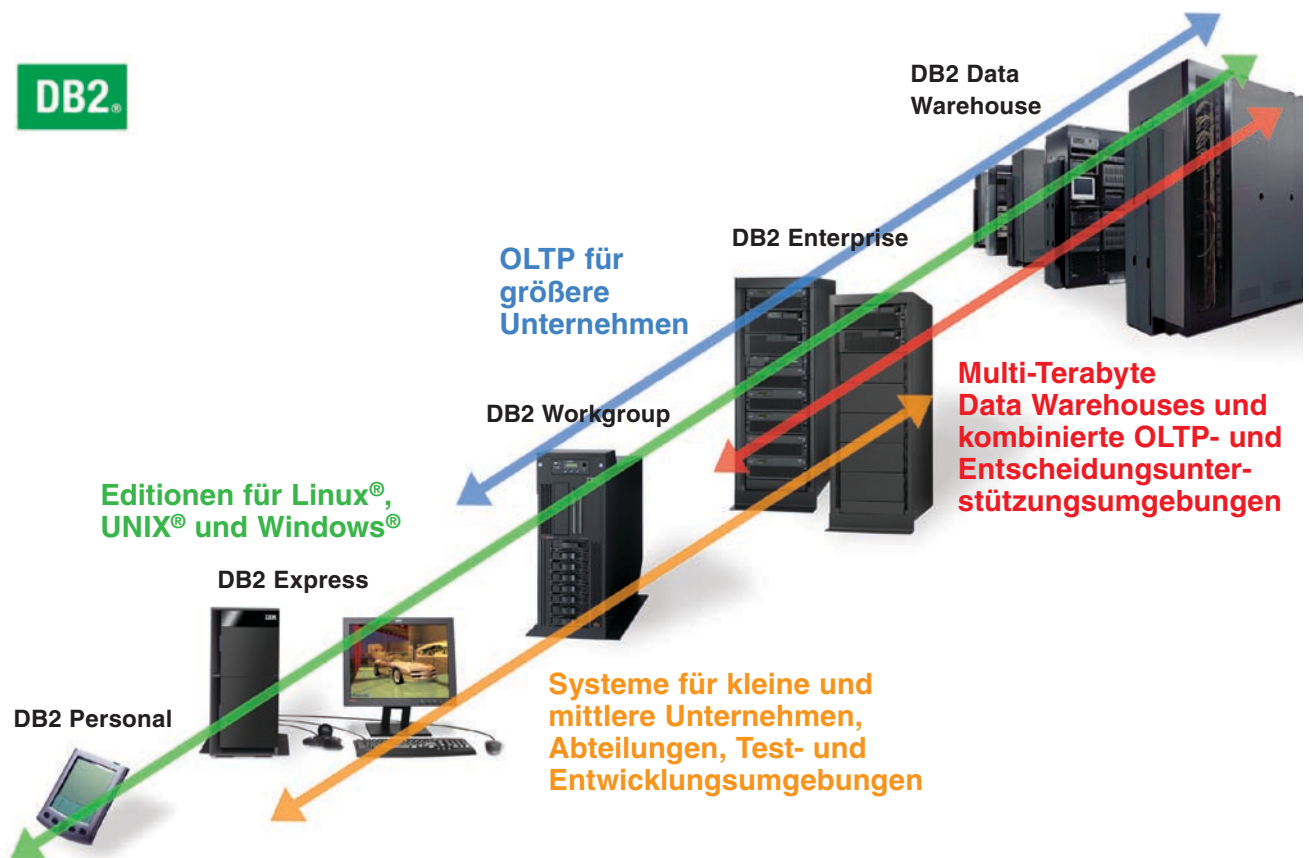 DB2®
DB2 Data
Warehouse
DB2 Enterprise
OLTP für
größere
Unternehmen
Multi-Terabyte
Data Warehouses und
kombinierte OLTP- und
Entscheidungsunter-
stützungsumgebungen
DB2 Workgroup
Editionen für Linux®,
UNIX® und Windows®
DB2 Express
IBM
Systeme für kleine und
mittlere Unternehmen,
Abteilungen, Test- und
Entwicklungsumgebungen
DB2 Personal